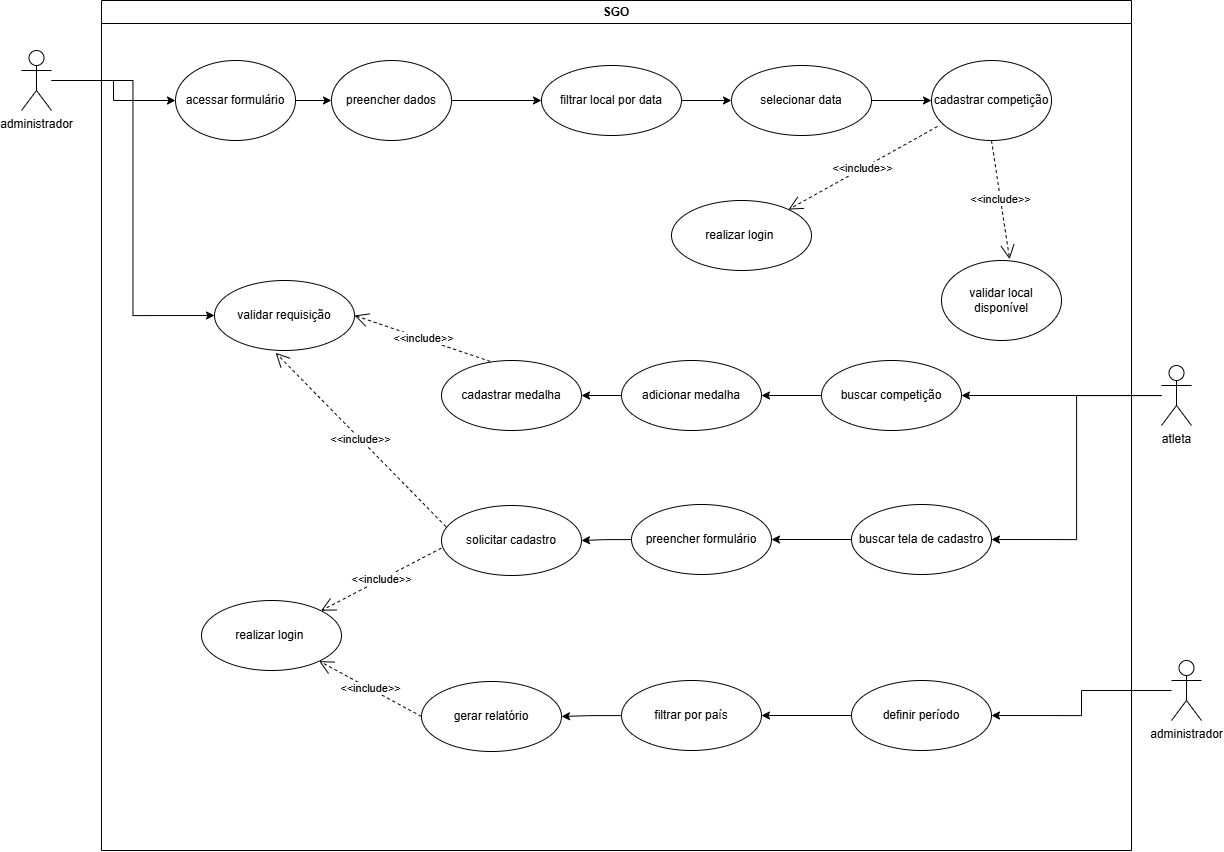 SGO
administrador
acessar formulário
preencher dados
filtrar local por data
selecionar data
cadastrar competição
<<include>>
<<include>>
realizar login
validar local
disponível
validar requisição
<<include>>
cadastrar medalha
adicionar medalha
buscar competição
atleta
<<include>>
solicitar cadastro
preencher formulário
buscar tela de cadastro
<<include>>
realizar login
<<include>>
gerar relatório
filtrar por país
definir período
administrador